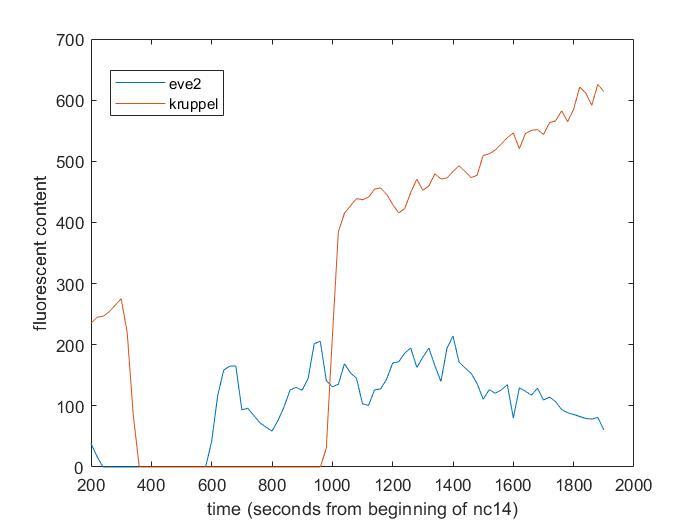 700
600
500
400
300
200
100
0
fluorescent content
eve2
kruppel
200 400 600 800 1000 1200 1400 1600 1800 2000
time (seconds from beginning of nc14)